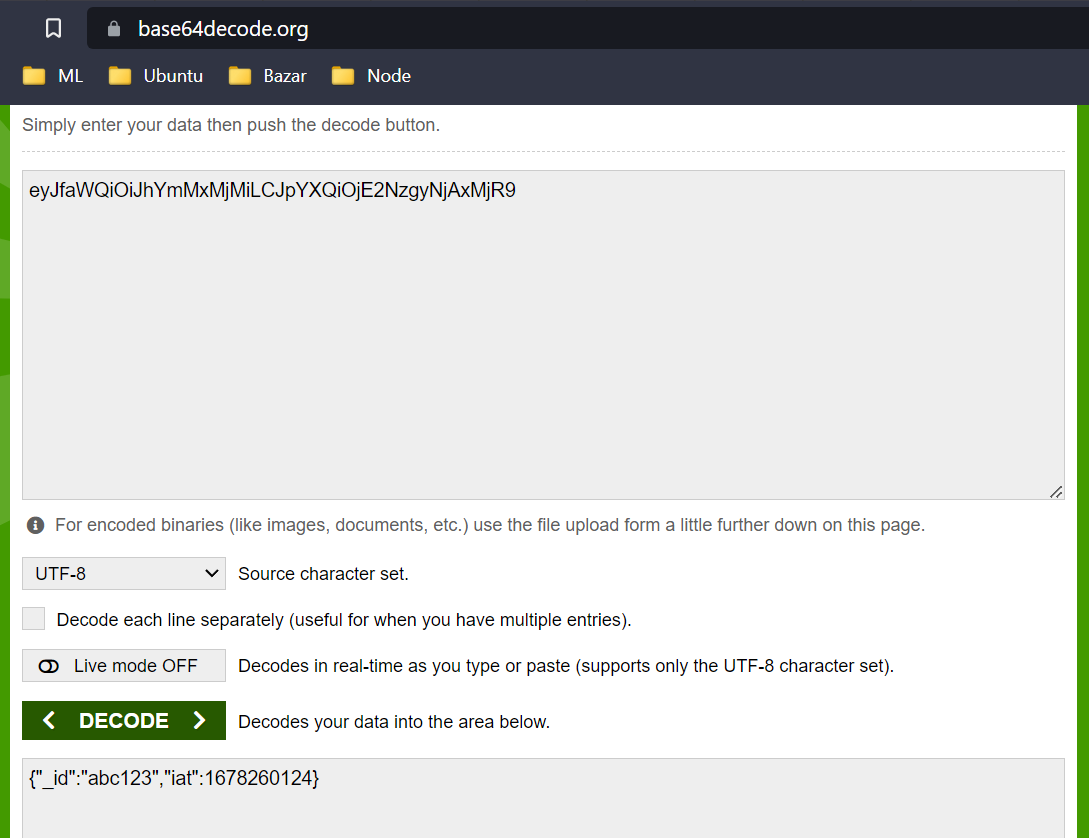 base64decode.org
ML Ubuntu Bazar Node
Simply enter your data then push the decode button.
eyJfaWQiOiJhYmMxMjMiLCJpYXQiOjE2NzgyNjAxMjR9
For encoded binaries (like images, documents, etc.) use the file upload form a little further down on this page.
UTF-8 Source character set.
Decode each line separately (useful for when you have multiple entries).
Live mode OFF Decodes in real-time as you type or paste (supports only the UTF-8 character set).
DECODE Decodes your data into the area below.
{"_id":"abc123","iat":1678260124}